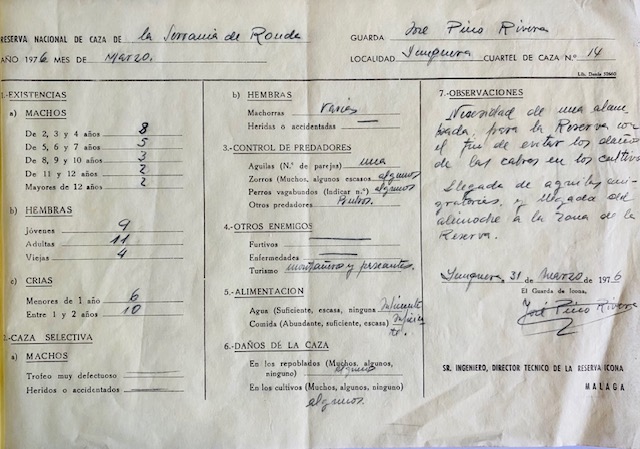 RESERVA NACIONAL DE CAZA DE la Serranía de Ronda
AÑO 1976 MES DE Marzo.
GUARDA José Pino Rivera
LOCALIDAD Yunquera CUARTEL DE CAZA N.º 14
1.-EXISTENCIAS
a) MACHOS
De 2, 3 y 4 años 8
De 5, 6 y 7 años 5
De 8, 9 y 10 años 3
De 11 y 12 años 2
Mayores de 12 años 2
b) HEMBRAS
Jóvenes 9
Adultas 11
Viejas 4
c) CRIAS
Menores de 1 año 6
Entre 1 y 2 años 10
2.-CAZA SELECTIVA
a) MACHOS
Trofeo muy defectuoso
Heridos o accidentados
b) HEMBRAS
Machorras varias
Heridas o accidentadas
3.-CONTROL DE PREDADORES
Aguilas (N.º de parejas) una
Zorros (Muchos, algunos escasos) algunos
Perros vagabundos (Indicar n.º) algunos
Otros predadores
4.-OTROS ENEMIGOS
Furtivos
Enfermedades
Turismo montañeros y paseantes.
5.-ALIMENTACION
Agua (Suficiente, escasa, ninguna Suficiente
Comida (Abundante, suficiente, escasa) Suficien
te.
6.-DAÑOS DE LA CAZA
En los repoblados (Muchos, algunos,
ninguno) Alguno
En los cultivos (Muchos, algunos, ninguno)
algunos.
7.-OBSERVACIONES
Necesidad de una alam
bada, para la Reserva con
el fin de evitar los daños
de las cabras en los cultivos
Llegada de aguilas mi-
gratorias, y llegada del
alimoche a la zona de la
Reserva.
Yunquera, 31 de marzo de 1976
El Guarda de Icona,
José Pino Rivera
SR. INGENIERO, DIRECTOR TECNICO DE LA RESERVA ICONA
MALAGA